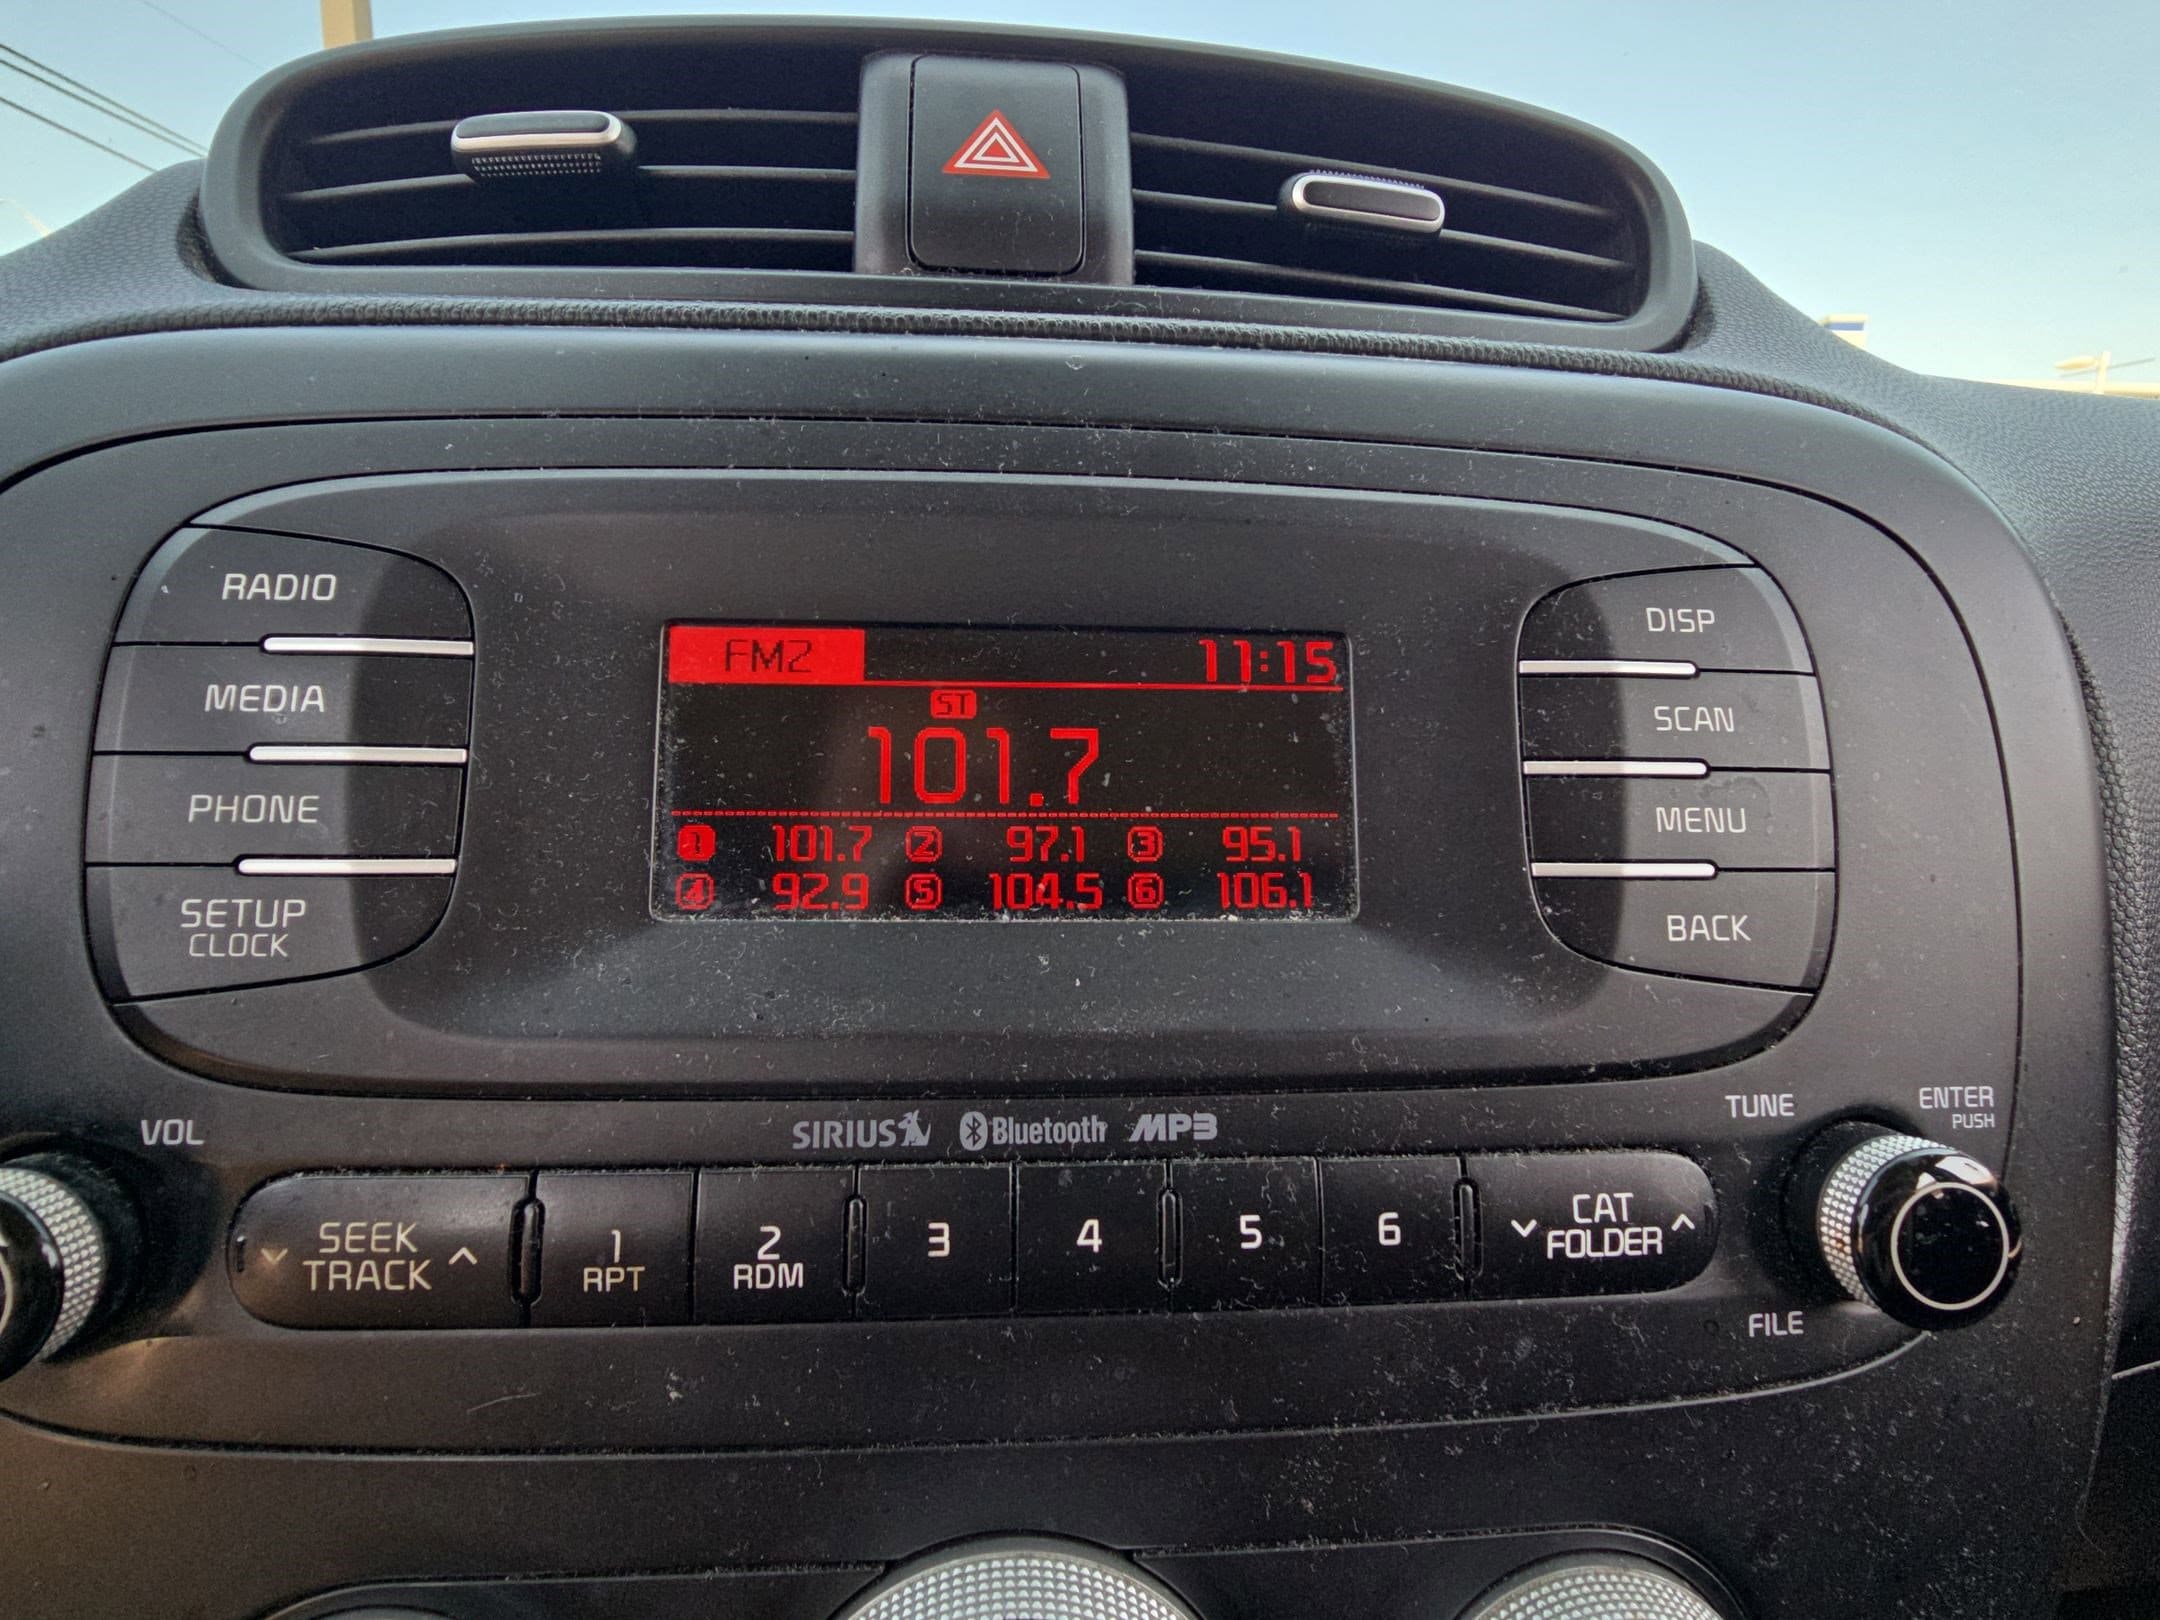 RADIO
MEDIA
PHONE
SETUP
CLOCK
FM2 11:15
ST
101.7
1 101.7 2 97.1 3 95.1
4 92.9 5 104.5 6 106.1
DISP
SCAN
MENU
BACK
VOL
SIRIUS Bluetooth MP3
TUNE
ENTER
PUSH
SEEK
TRACK
1
RPT
2
RDM
3
4
5
6
CAT
FOLDER
FILE